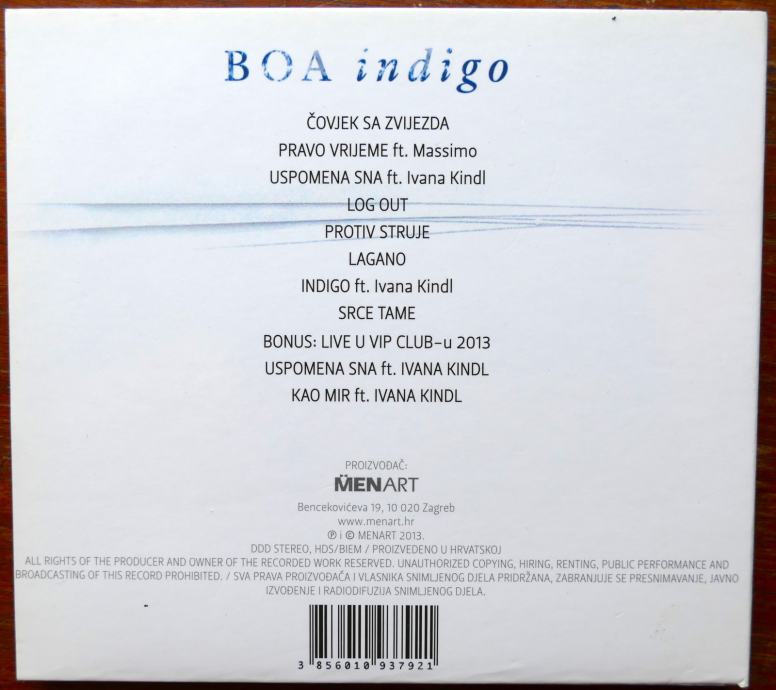 BOA indigo
ČOVJEK SA ZVIJEZDA
PRAVO VRIJEME ft. Massimo
USPOMENA SNA ft. Ivana Kindl
LOG OUT
PROTIV STRUJE
LAGANO
INDIGO ft. Ivana Kindl
SRCE TAME
BONUS: LIVE U VIP CLUB-u 2013
USPOMENA SNA ft. IVANA KINDL
KAO MIR ft. IVANA KINDL
PROIZVOĐAČ:
MENART
Bencekovićeva 19, 10 020 Zagreb
www.menart.hr
℗ i © MENART 2013.
DDD STEREO, HDS/BIEM / PROIZVEDENO U HRVATSKOJ
ALL RIGHTS OF THE PRODUCER AND OWNER OF THE RECORDED WORK RESERVED. UNAUTHORIZED COPYING, HIRING, RENTING, PUBLIC PERFORMANCE AND
BROADCASTING OF THIS RECORD PROHIBITED. / SVA PRAVA PROIZVOĐAČA I VLASNIKA SNIMLJENOG DJELA PRIDRŽANA, ZABRANJUJE SE PRESNIMAVANJE, JAVNO
IZVOĐENJE I RADIODIFUZIJA SNIMLJENOG DJELA.
3 856010 937921